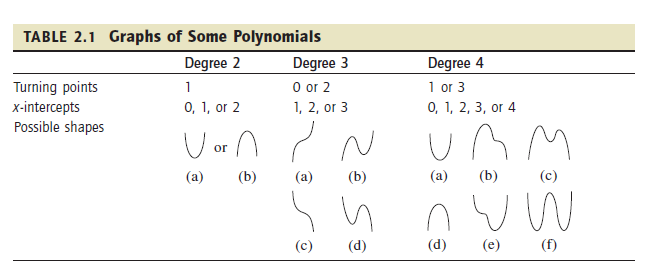 TABLE 2.1 Graphs of Some Polynomials
Degree 2 Degree 3 Degree 4
Turning points 1 0 or 2 1 or 3
x-intercepts 0, 1, or 2 1, 2, or 3 0, 1, 2, 3, or 4
Possible shapes
or
(a) (b) (a) (b) (a) (b) (c)
(c) (d) (d) (e) (f)